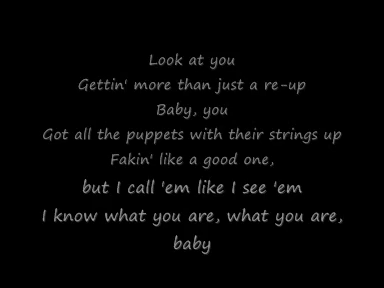 Look at you
Gettin' more than just a re-up
Baby, you
Got all the puppets with their strings up
Fakin' like a good one,
but I call 'em like I see 'em
I know what you are, what you are,
baby